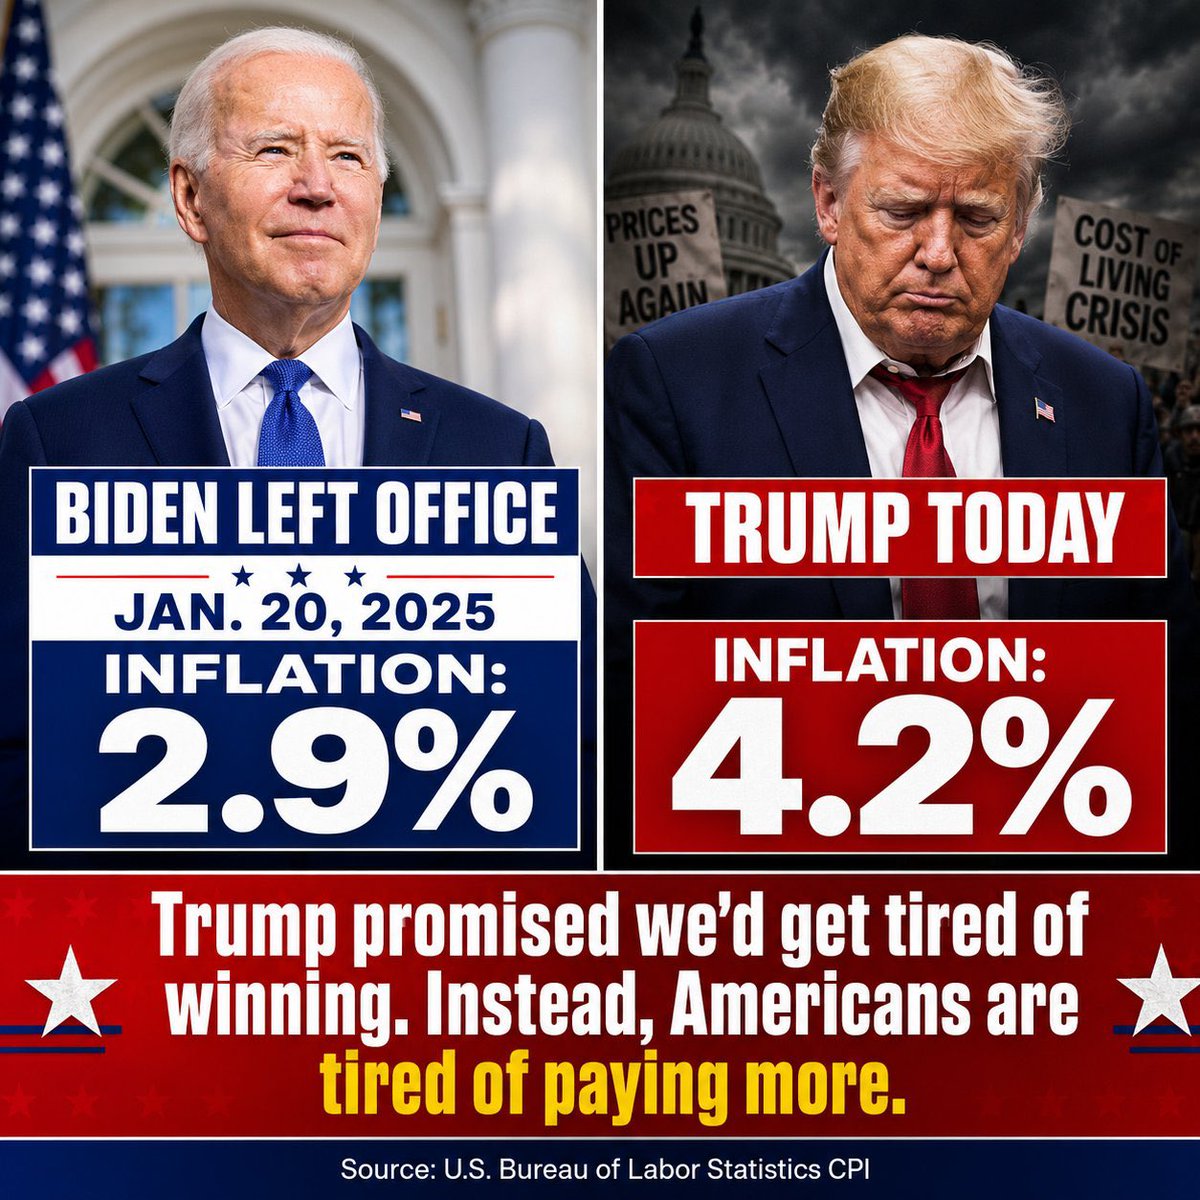 PRICES
UP
AGAIN
COST OF
LIVING
CRISIS
BIDEN LEFT OFFICE
JAN. 20, 2025
INFLATION:
2.9%
TRUMP TODAY
INFLATION:
4.2%
Trump promised we'd get tired of
winning. Instead, Americans are
tired of paying more.
Source: U.S. Bureau of Labor Statistics CPI